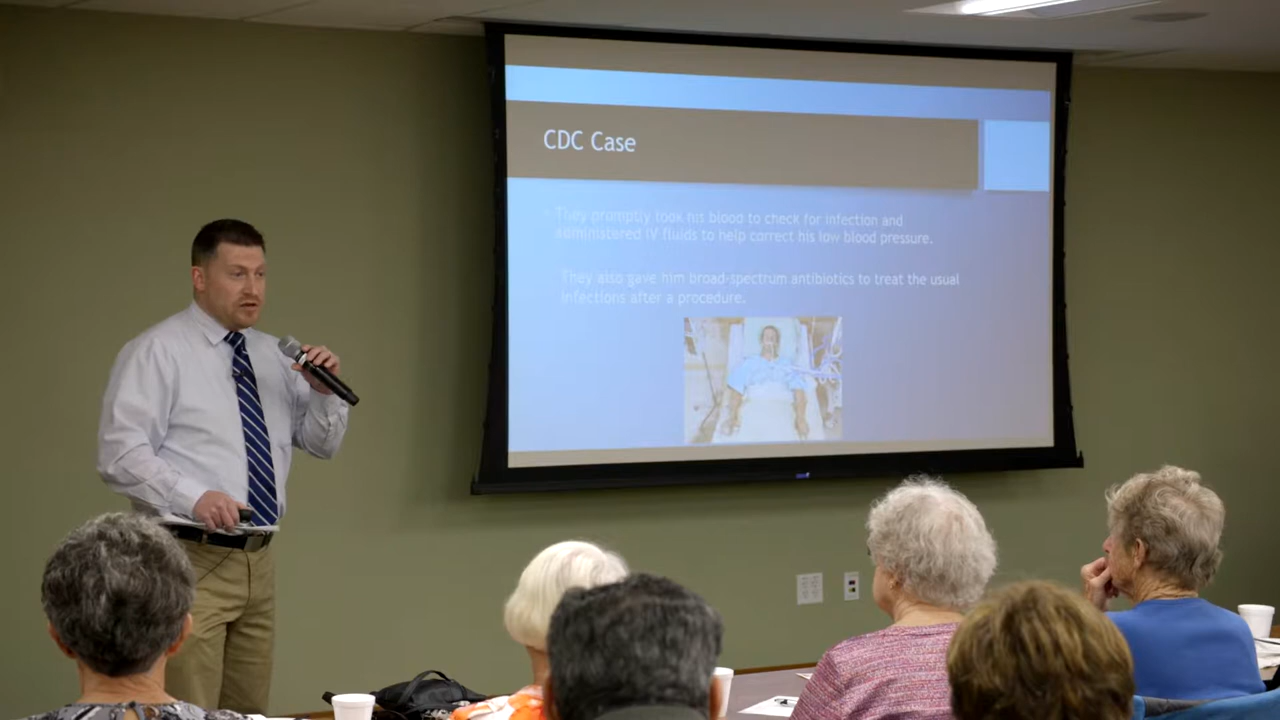 CDC Case
They promptly took his blood to check for infection and
administered IV fluids to help correct his low blood pressure.
They also gave him broad-spectrum antibiotics to treat the usual
infections after a procedure.